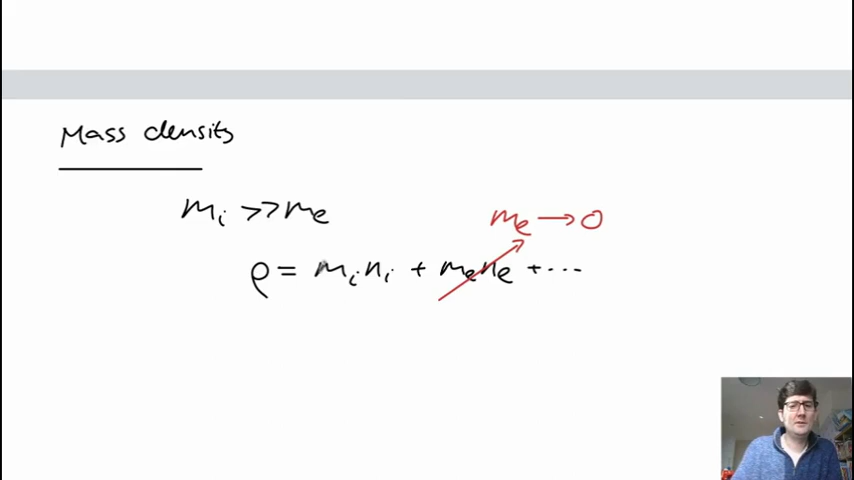 Mass density
mᵢ >> mₑ
mₑ → 0
ρ = mᵢnᵢ + mₑnₑ + ...